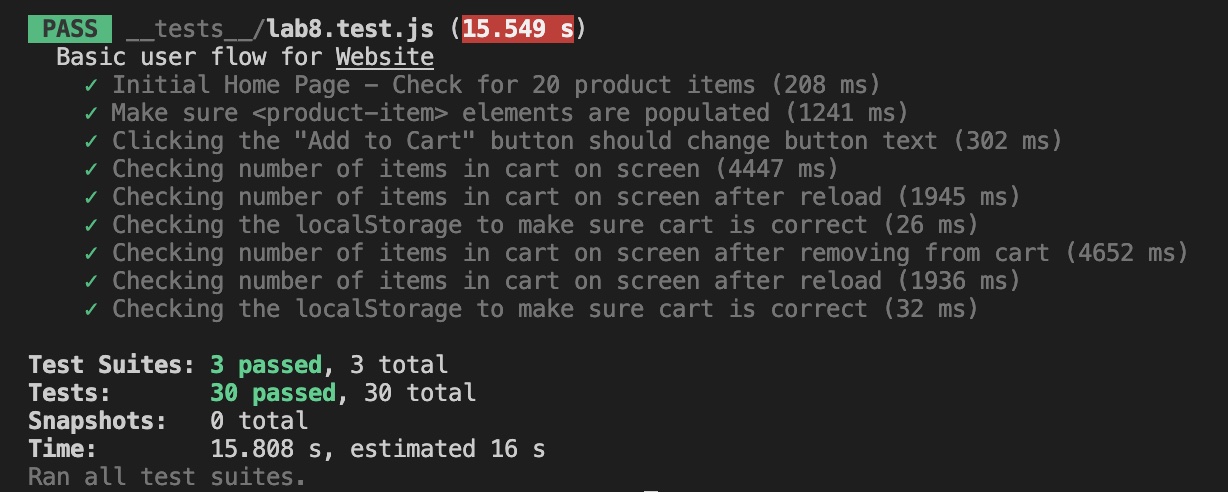 PASS __tests__/lab8.test.js (15.549 s)
Basic user flow for Website
✓ Initial Home Page – Check for 20 product items (208 ms)
✓ Make sure <product-item> elements are populated (1241 ms)
✓ Clicking the "Add to Cart" button should change button text (302 ms)
✓ Checking number of items in cart on screen (4447 ms)
✓ Checking number of items in cart on screen after reload (1945 ms)
✓ Checking the localStorage to make sure cart is correct (26 ms)
✓ Checking number of items in cart on screen after removing from cart (4652 ms)
✓ Checking number of items in cart on screen after reload (1936 ms)
✓ Checking the localStorage to make sure cart is correct (32 ms)
Test Suites: 3 passed, 3 total
Tests: 30 passed, 30 total
Snapshots: 0 total
Time: 15.808 s, estimated 16 s
Ran all test suites.